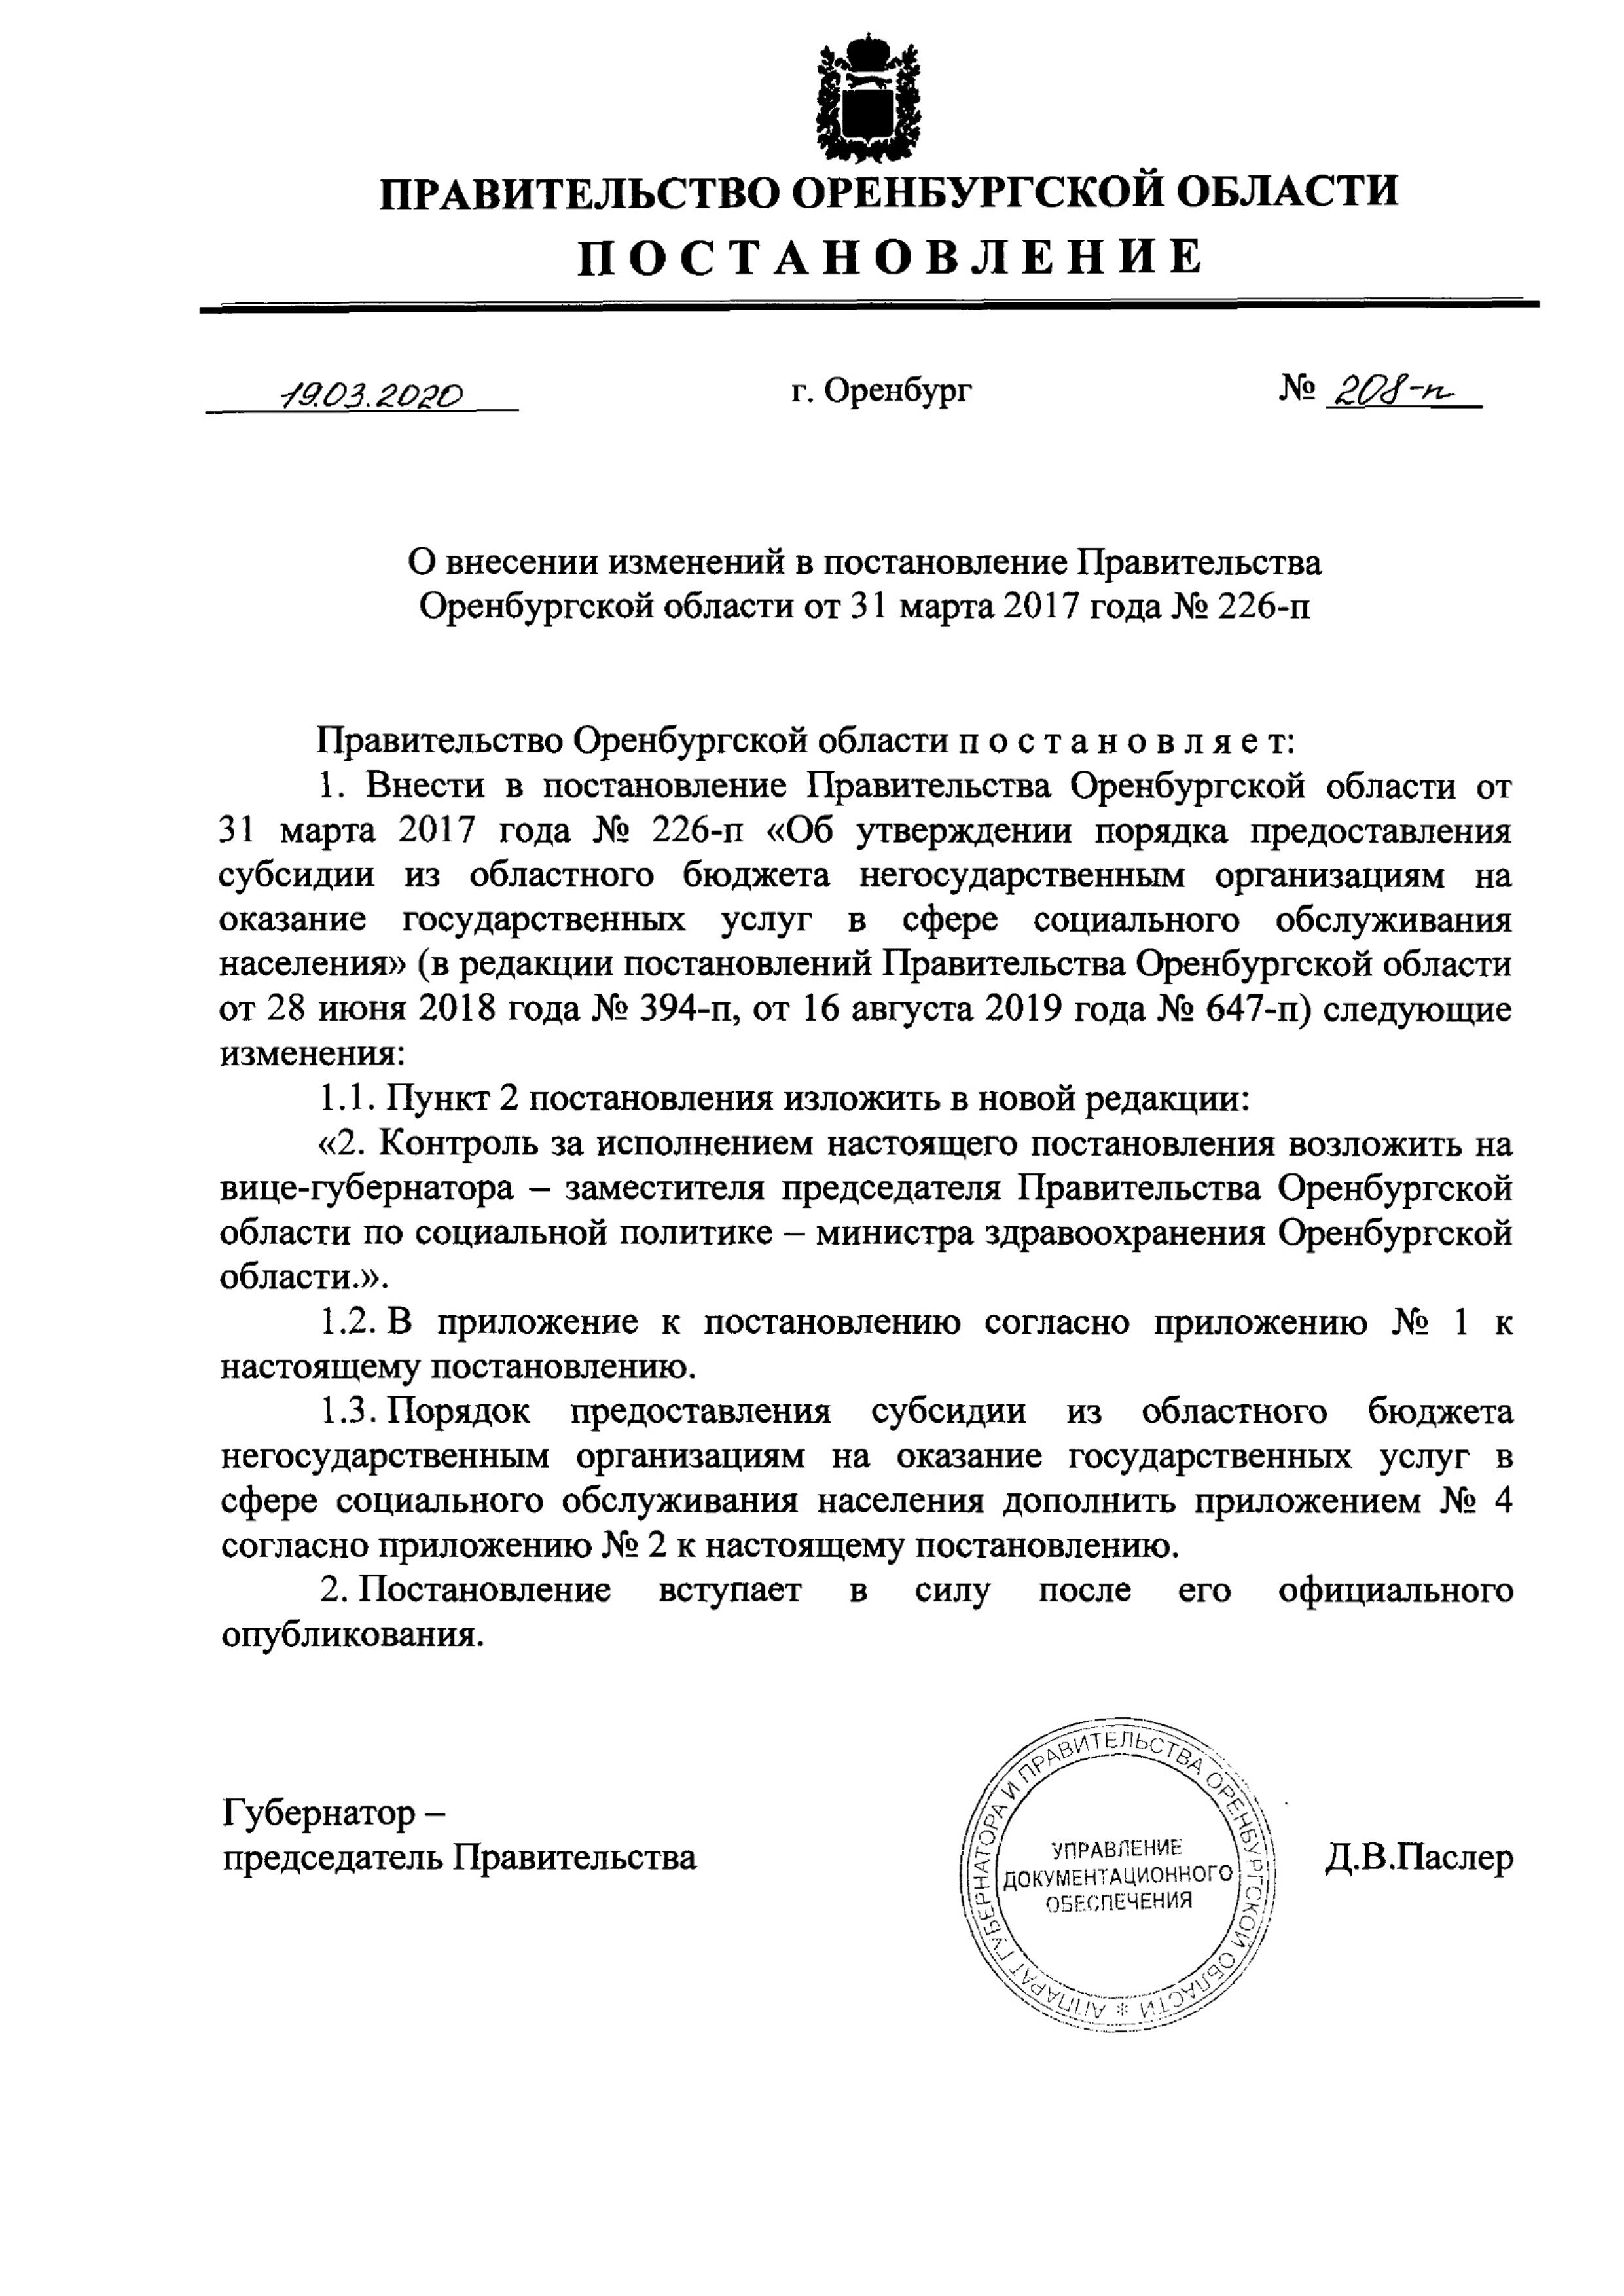 ПРАВИТЕЛЬСТВО ОРЕНБУРГСКОЙ ОБЛАСТИ
ПОСТАНОВЛЕНИЕ
19.03.2020 г. Оренбург № 208-п
О внесении изменений в постановление Правительства
Оренбургской области от 31 марта 2017 года № 226-п
Правительство Оренбургской области п о с т а н о в л я е т:
1. Внести в постановление Правительства Оренбургской области от
31 марта 2017 года № 226-п «Об утверждении порядка предоставления
субсидии из областного бюджета негосударственным организациям на
оказание государственных услуг в сфере социального обслуживания
населения» (в редакции постановлений Правительства Оренбургской области
от 28 июня 2018 года № 394-п, от 16 августа 2019 года № 647-п) следующие
изменения:
1.1. Пункт 2 постановления изложить в новой редакции:
«2. Контроль за исполнением настоящего постановления возложить на
вице-губернатора – заместителя председателя Правительства Оренбургской
области по социальной политике – министра здравоохранения Оренбургской
области.».
1.2. В приложение к постановлению согласно приложению № 1 к
настоящему постановлению.
1.3. Порядок предоставления субсидии из областного бюджета
негосударственным организациям на оказание государственных услуг в
сфере социального обслуживания населения дополнить приложением № 4
согласно приложению № 2 к настоящему постановлению.
2. Постановление вступает в силу после его официального
опубликования.
Губернатор –
председатель Правительства
АППАРАТ ГУБЕРНАТОРА И ПРАВИТЕЛЬСТВА ОРЕНБУРГСКОЙ ОБЛАСТИ *
УПРАВЛЕНИЕ
ДОКУМЕНТАЦИОННОГО
ОБЕСПЕЧЕНИЯ
Д.В.Паслер